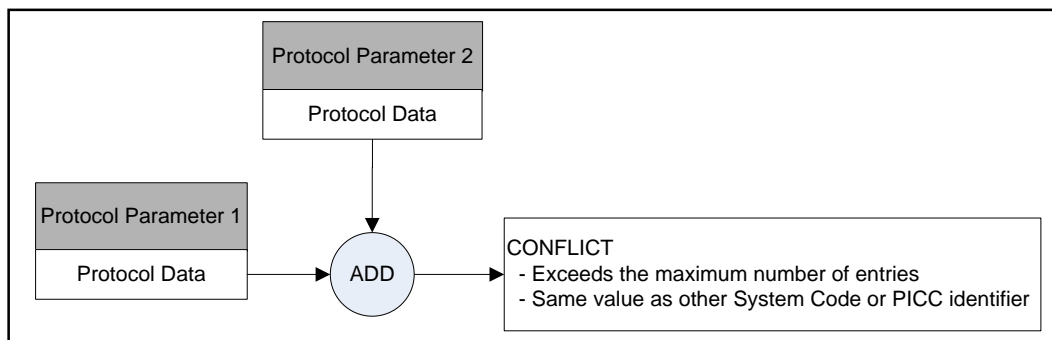 Protocol Parameter 2
Protocol Data
Protocol Parameter 1
Protocol Data
ADD
CONFLICT
- Exceeds the maximum number of entries
- Same value as other System Code or PICC identifier